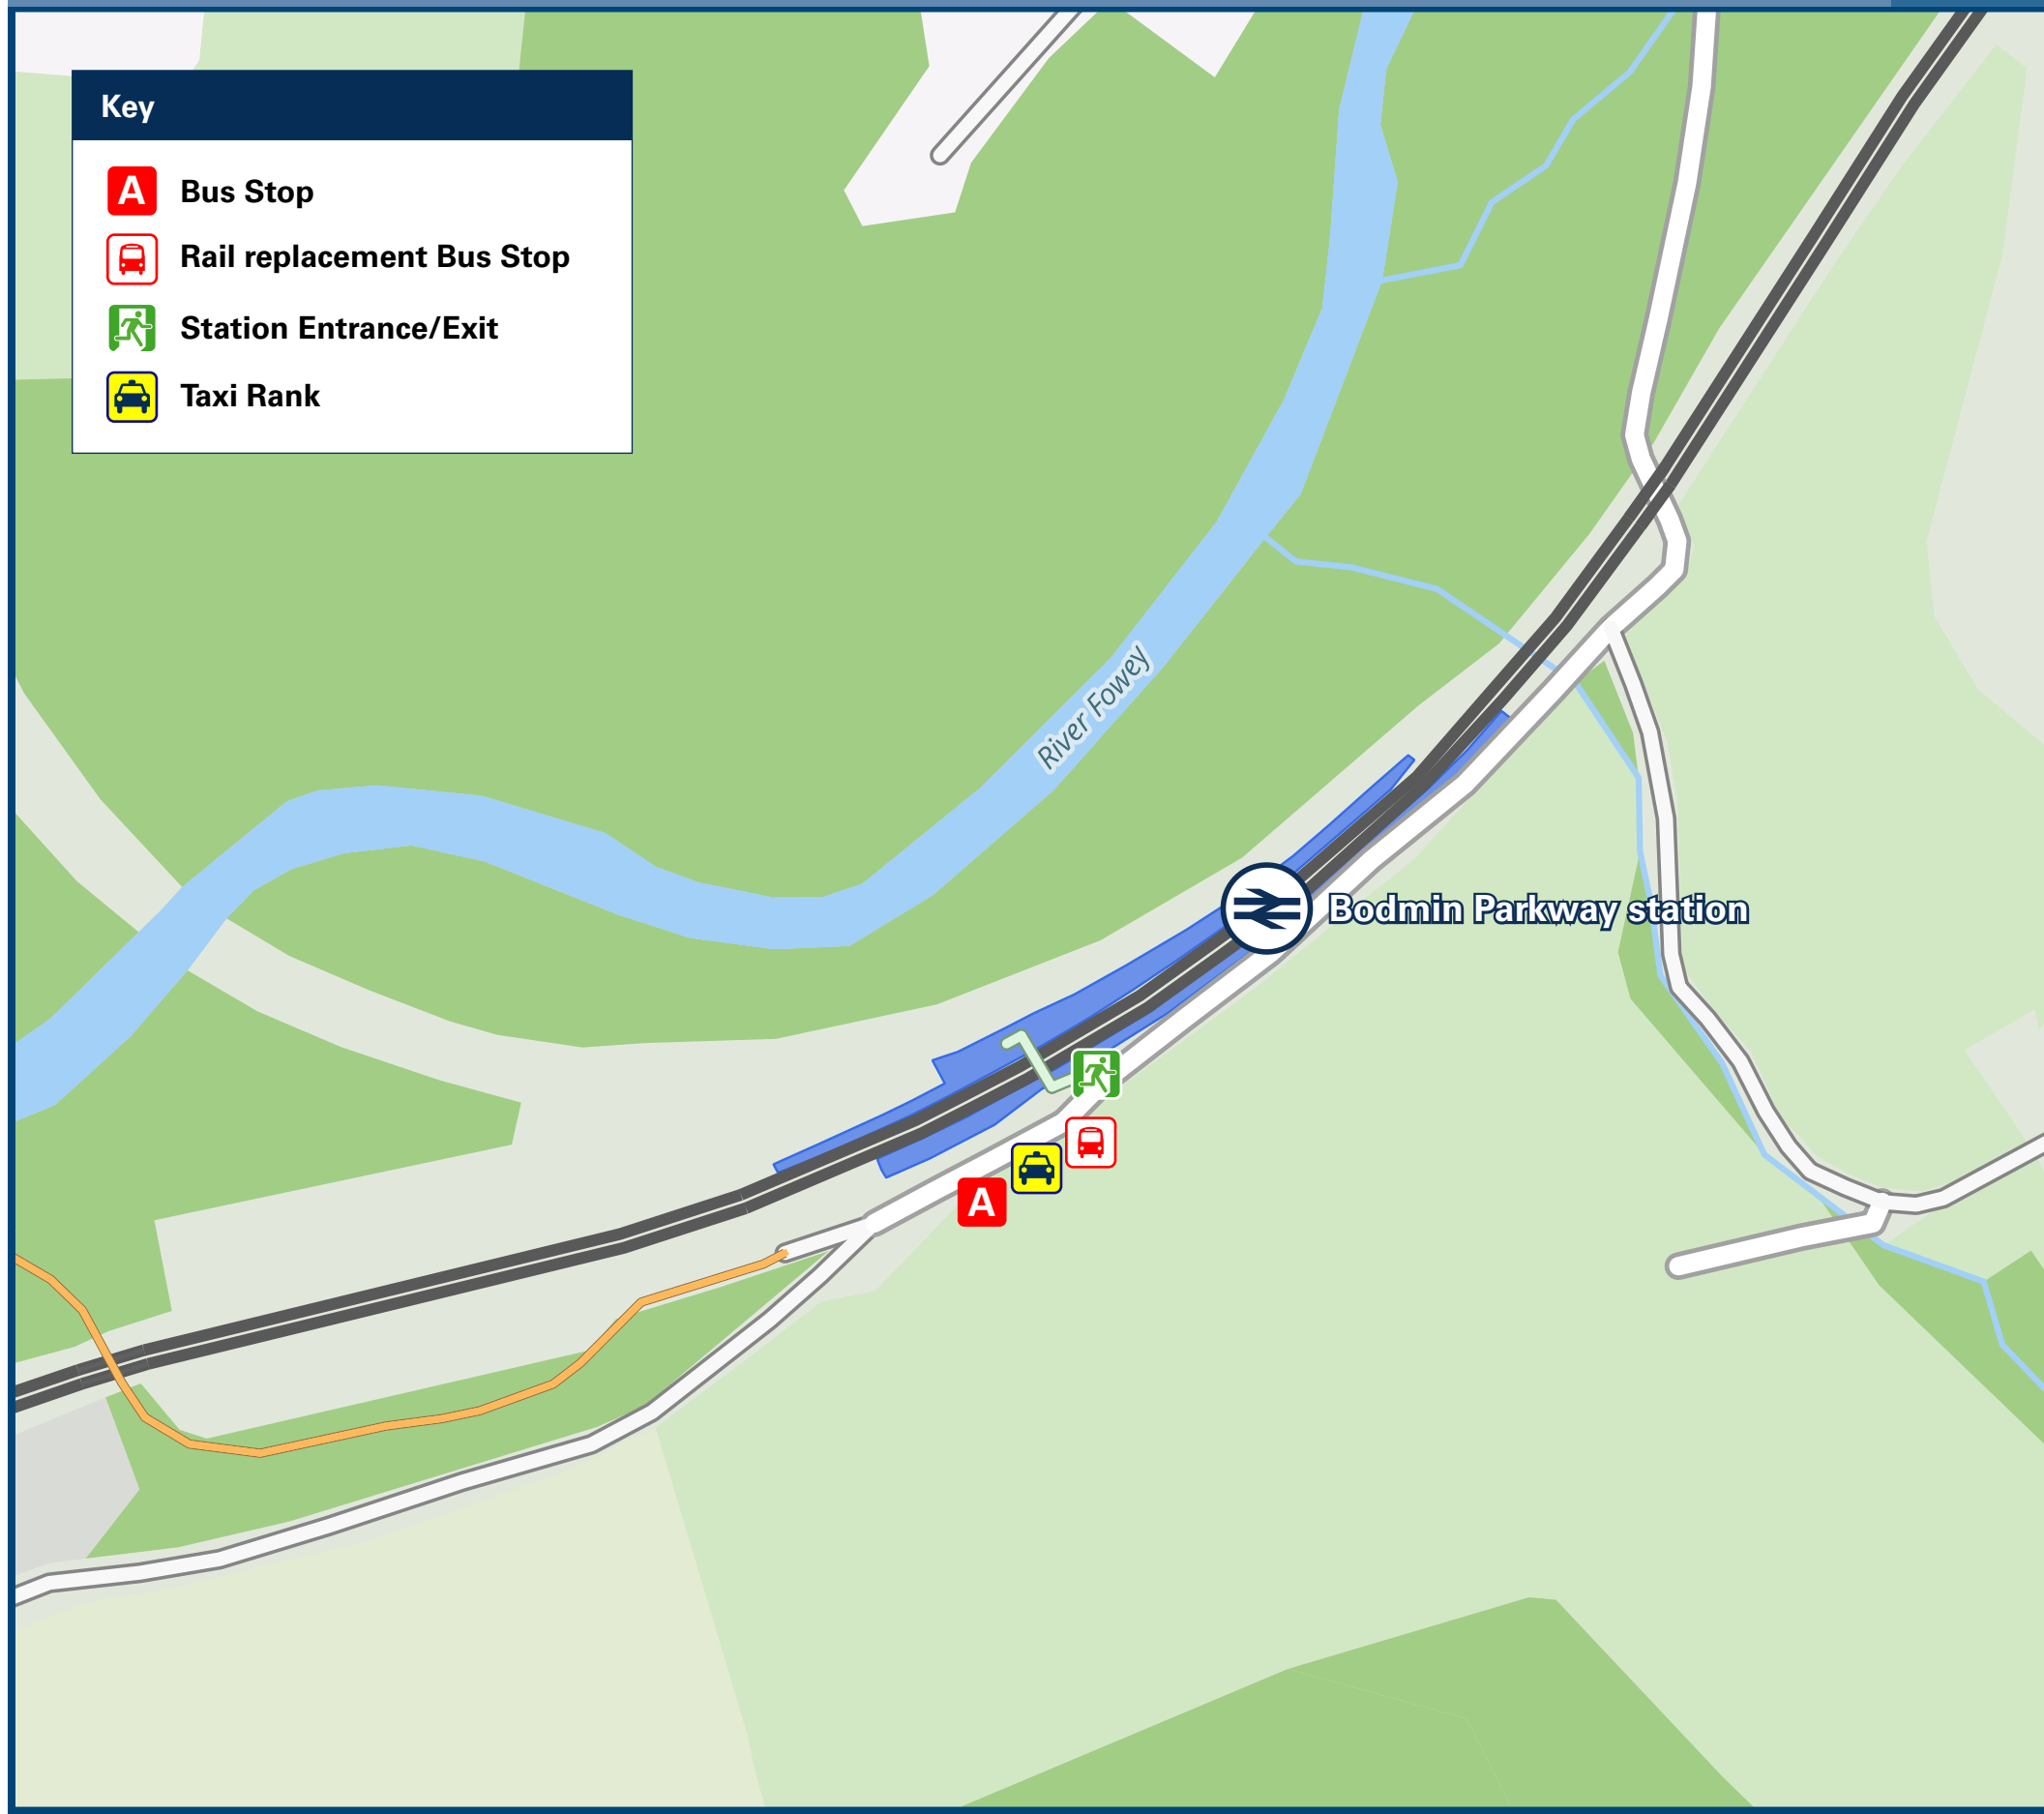 Key
A Bus Stop
Rail replacement Bus Stop
Station Entrance/Exit
Taxi Rank
River Fowey
Bodmin Parkway station
A